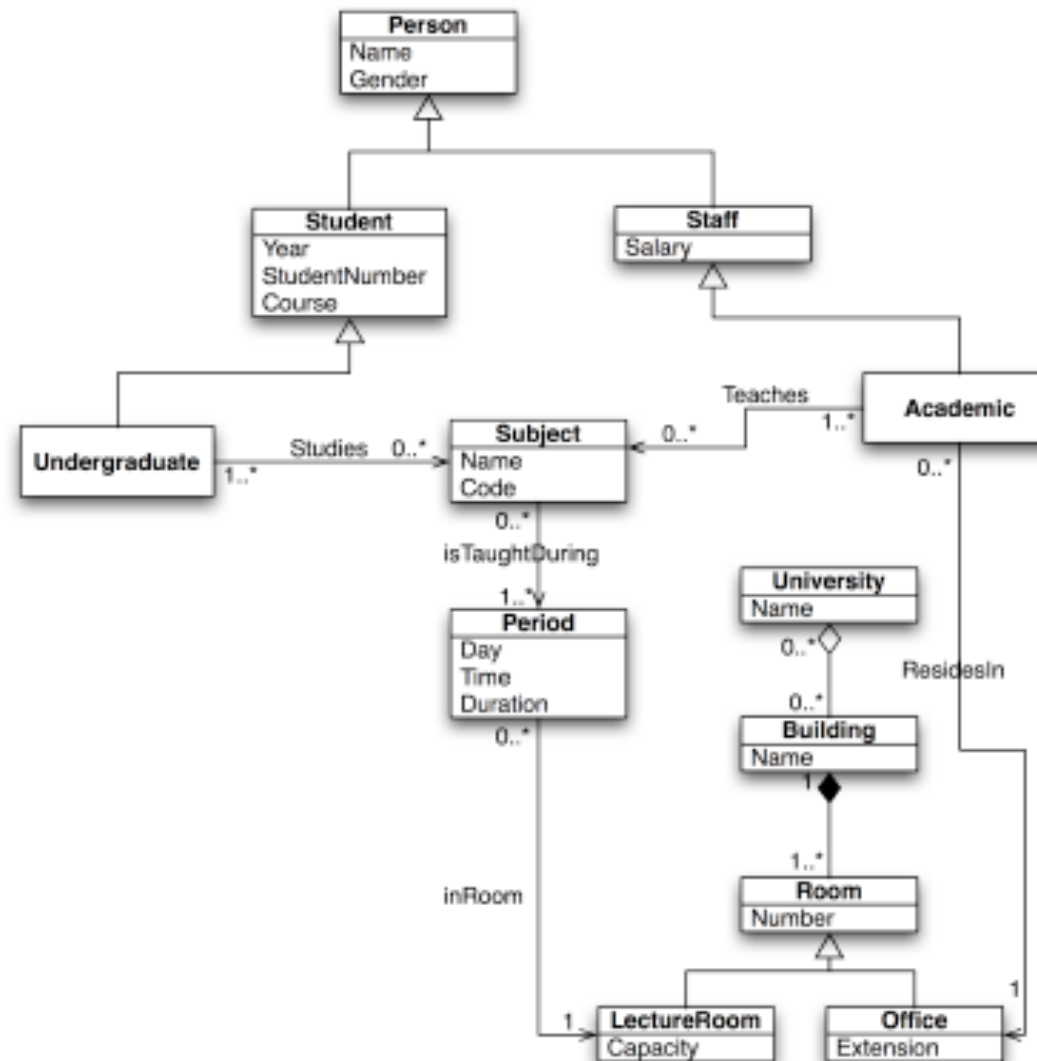 Person
Name
Gender
Student
Year
StudentNumber
Course
Staff
Salary
Undergraduate
1..*
Studies
0..*
Subject
Name
Code
Teaches
0..*
1..*
Academic
0..*
0..*
isTaughtDuring
1..*
Period
Day
Time
Duration
0..*
University
Name
0..*
0..*
Building
Name
1
ResidesIn
inRoom
1..*
Room
Number
1
LectureRoom
Capacity
Office
Extension
1